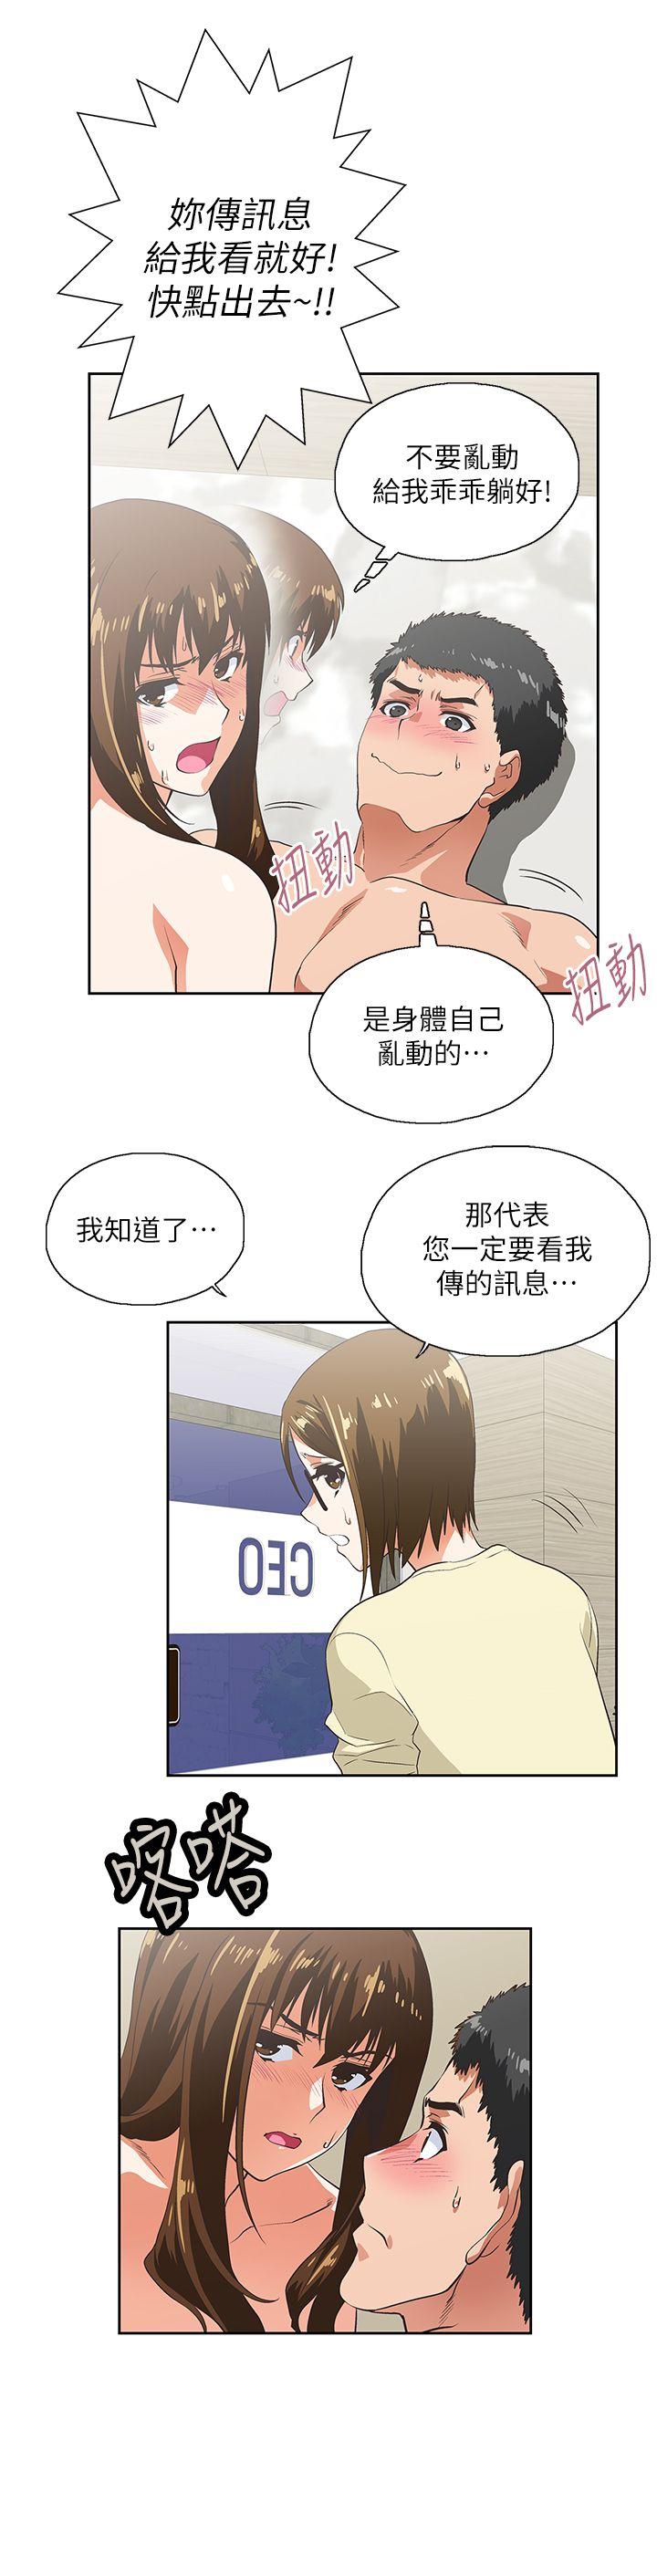 妳傳訊息
給我看就好!
快點出去~!!
不要亂動
給我乖乖躺好!
扭動
扭動
是身體自己
亂動的⋯
我知道了⋯
那代表
您一定要看我
傳的訊息⋯
CEO
喀嗒